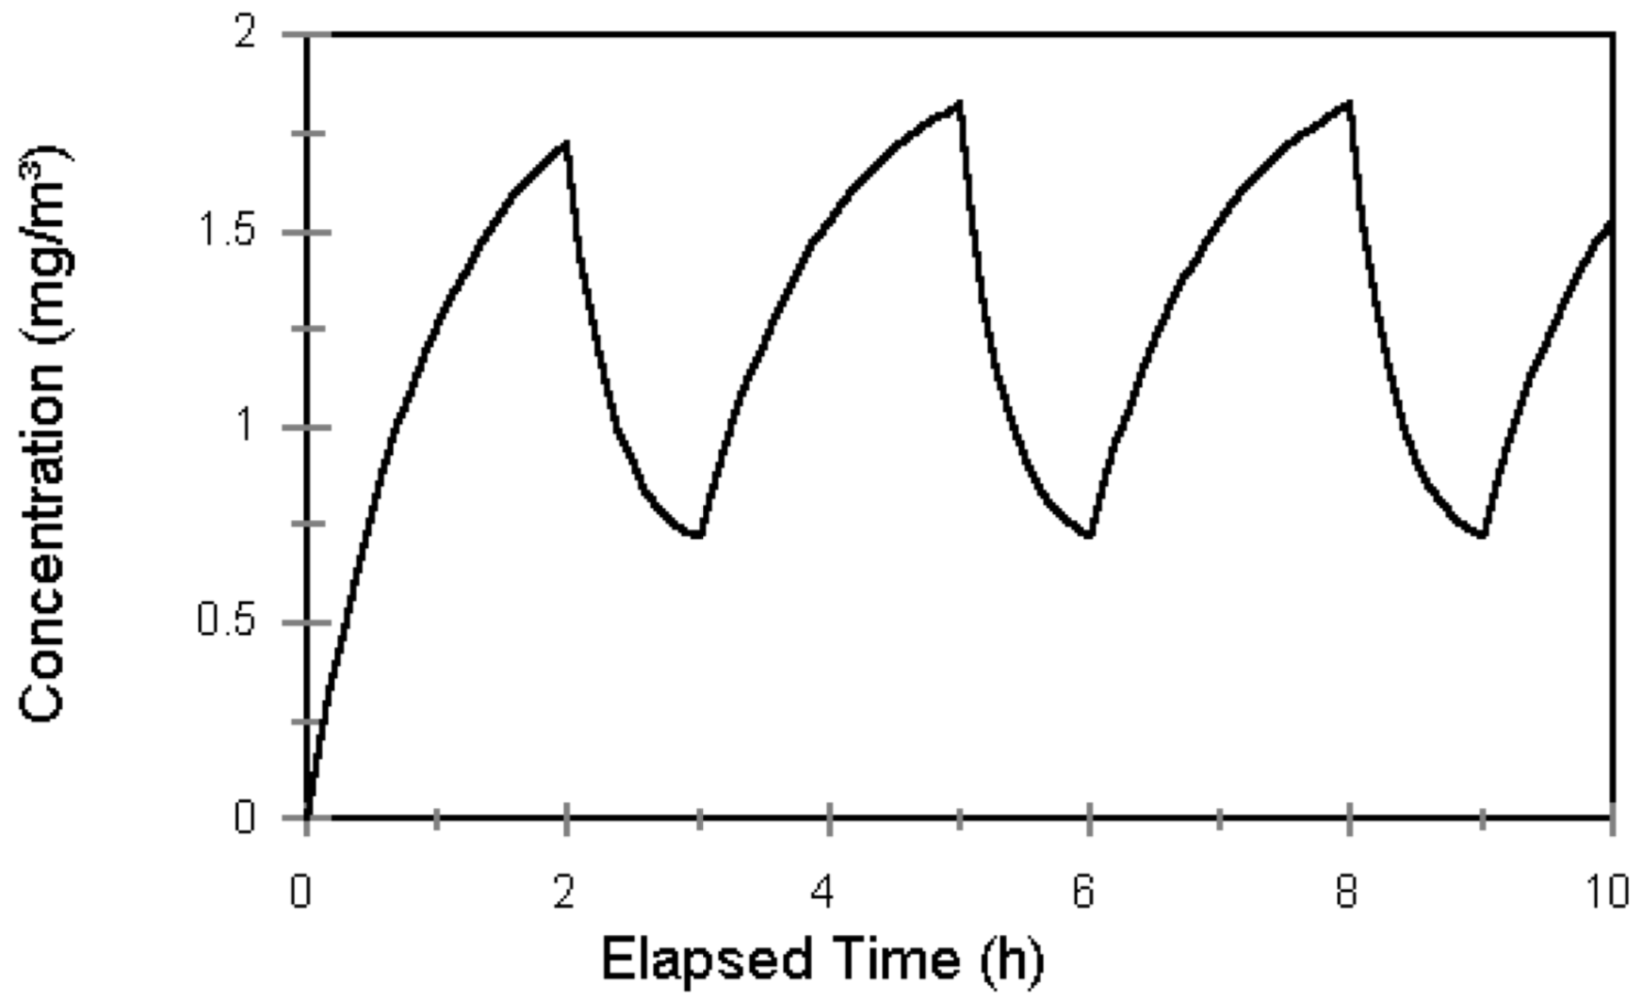 Concentration (mg/m³)
2
1.5
1
0.5
0
0 2 4 6 8 10
Elapsed Time (h)